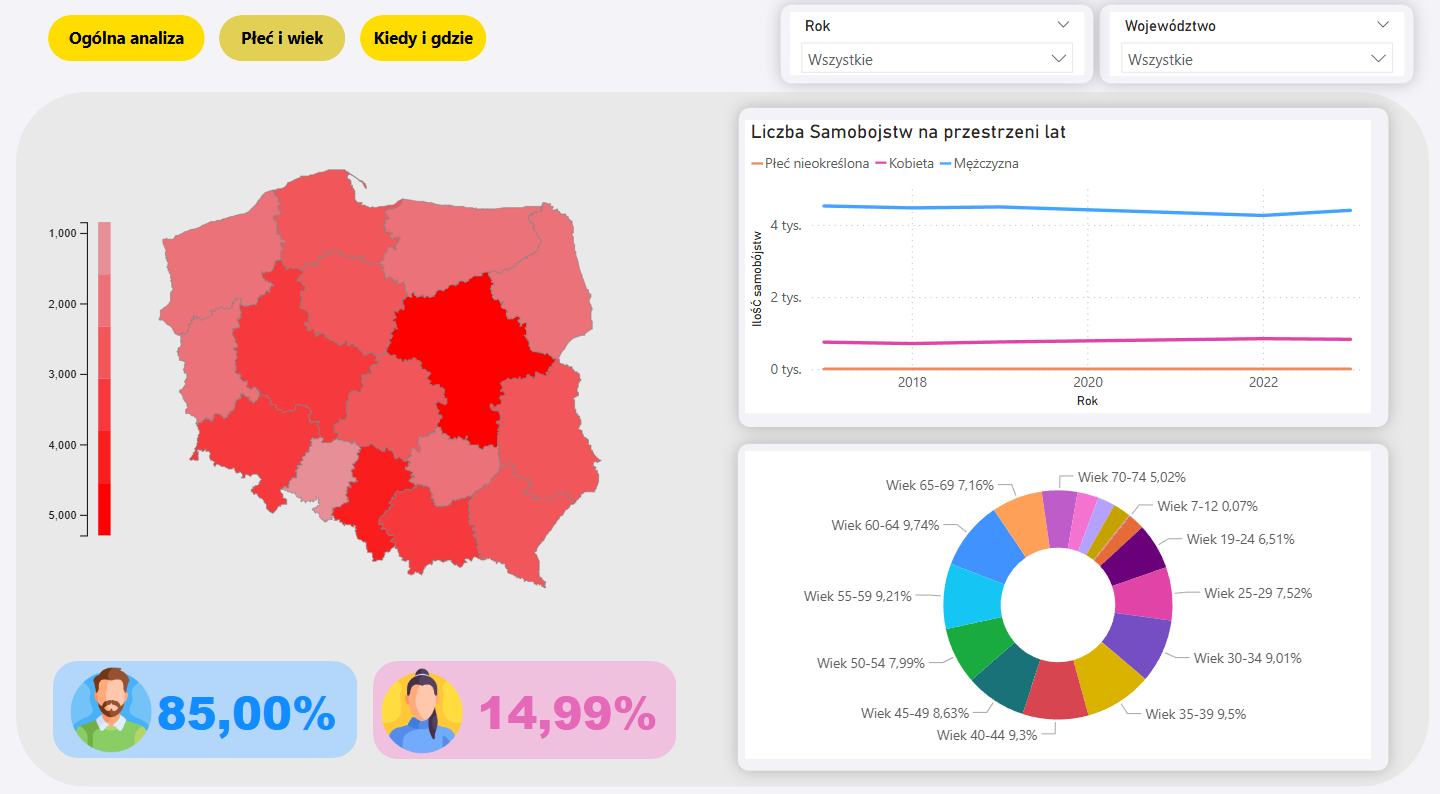 Ogólna analiza
Płeć i wiek
Kiedy i gdzie
Rok
Wszystkie
Województwo
Wszystkie
1,000
2,000
3,000
4,000
5,000
85,00%
14,99%
Liczba Samobojstw na przestrzeni lat
Płeć nieokreślona
Kobieta
Mężczyzna
IlośĆ samobójstw
4 tys.
2 tys.
0 tys.
2018
2020
2022
Rok
Wiek 70-74 5,02%
Wiek 7-12 0,07%
Wiek 19-24 6,51%
Wiek 25-29 7,52%
Wiek 30-34 9,01%
Wiek 35-39 9,5%
Wiek 40-44 9,3%
Wiek 45-49 8,63%
Wiek 50-54 7,99%
Wiek 55-59 9,21%
Wiek 60-64 9,74%
Wiek 65-69 7,16%